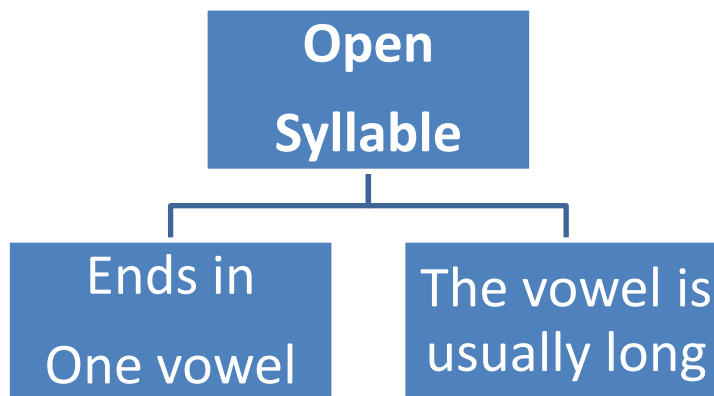 Open
Syllable
Ends in
One vowel
The vowel is
usually long